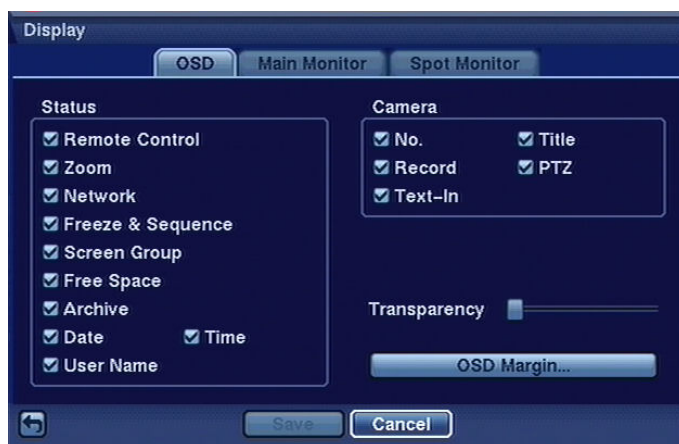 Display
OSD
Main Monitor
Spot Monitor
Status
Remote Control
Zoom
Network
Freeze & Sequence
Screen Group
Free Space
Archive
Date
Time
User Name
Camera
No.
Title
Record
PTZ
Text-In
Transparency
OSD Margin...
Save
Cancel